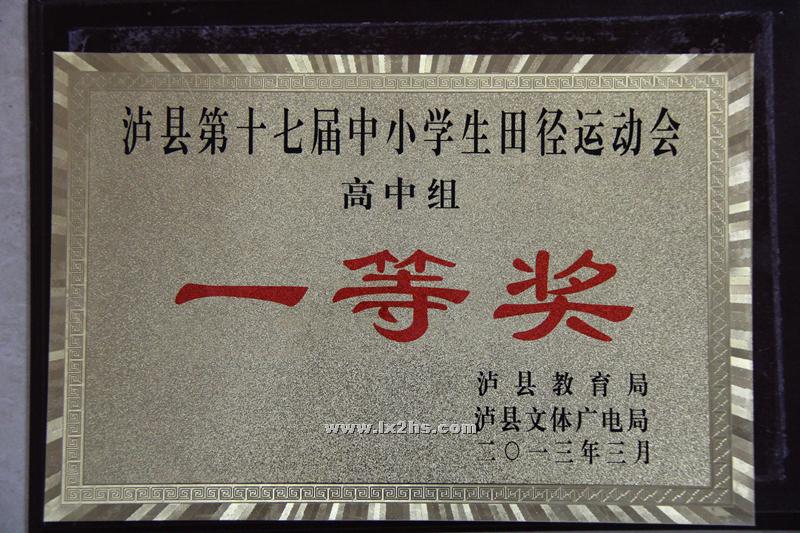 泸县第十七届中小学生田径运动会
高中组
一等奖
泸县教育局
泸县文体广电局
www.lx2hs.com
二〇一三年三月